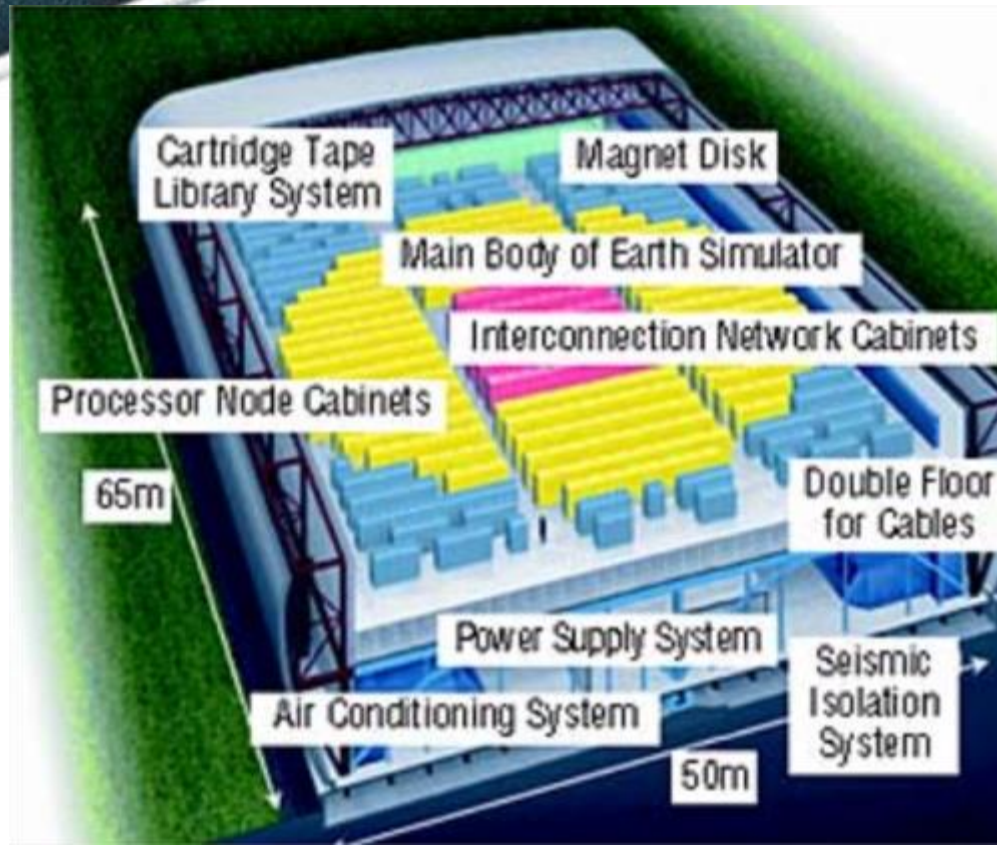 Cartridge Tape
Library System
Magnet Disk
Main Body of Earth Simulator
Interconnection Network Cabinets
Processor Node Cabinets
65m
Double Floor
for Cables
Power Supply System
Seismic
Isolation
System
Air Conditioning System
50m